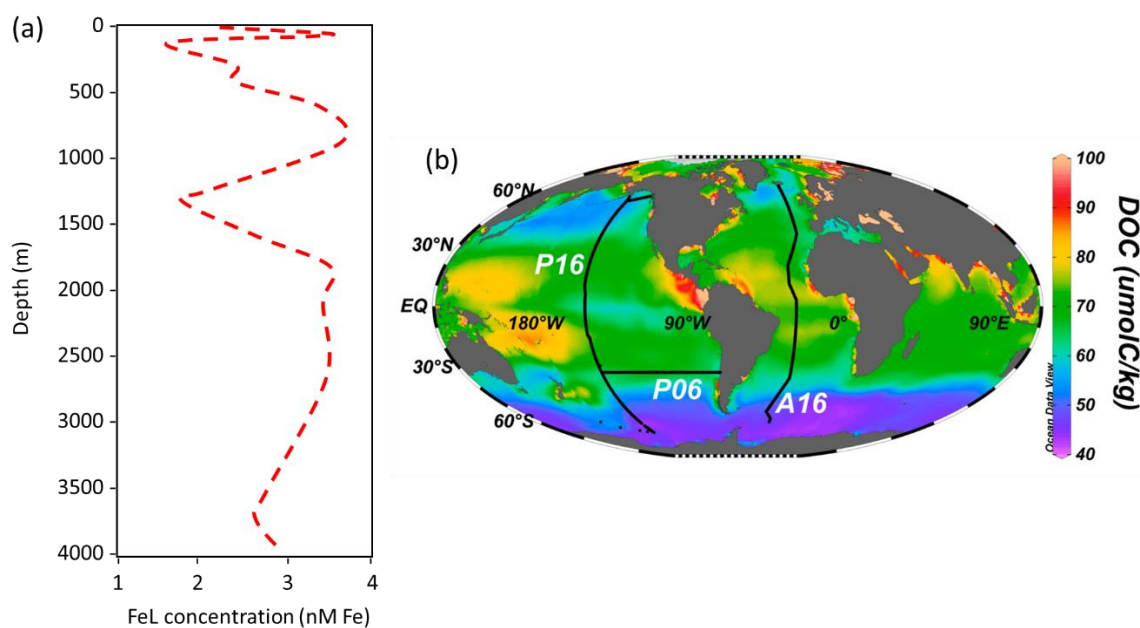 (a)
0
500
1000
1500
2000
2500
3000
3500
4000
Depth (m)
1 2 3 4
FeL concentration (nM Fe)
(b)
60°N
30°N
EQ
30°S
60°S
180°W 90°W 0° 90°E
P16
P06
A16
Ocean Data View
100
90
80
70
60
50
40
DOC (umolC/kg)